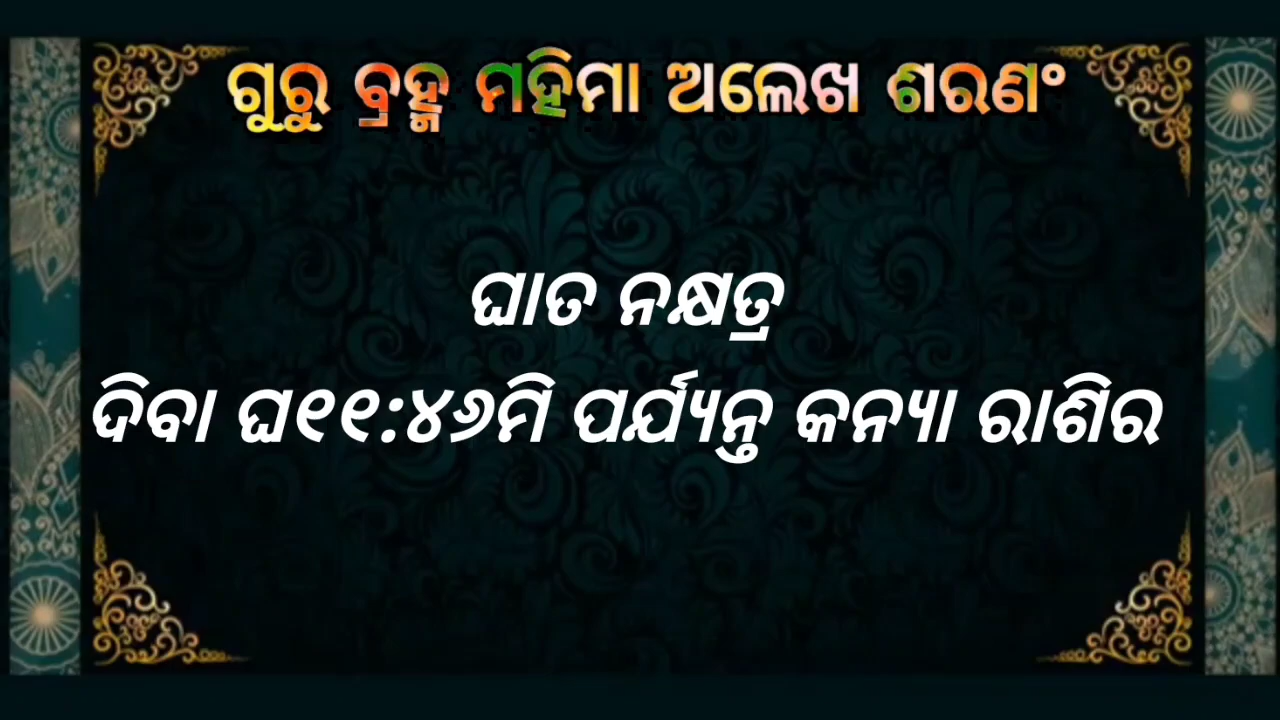 ଗୁରୁ ବ୍ରହ୍ମ ମହିମା ଅଲେଖ ଶରଣଂ
ଘାତ ନକ୍ଷତ୍ର
ଦିବା ଘ୧୧:୪୬ମି ପର୍ଯ୍ୟନ୍ତ କନ୍ୟା ରାଶିର